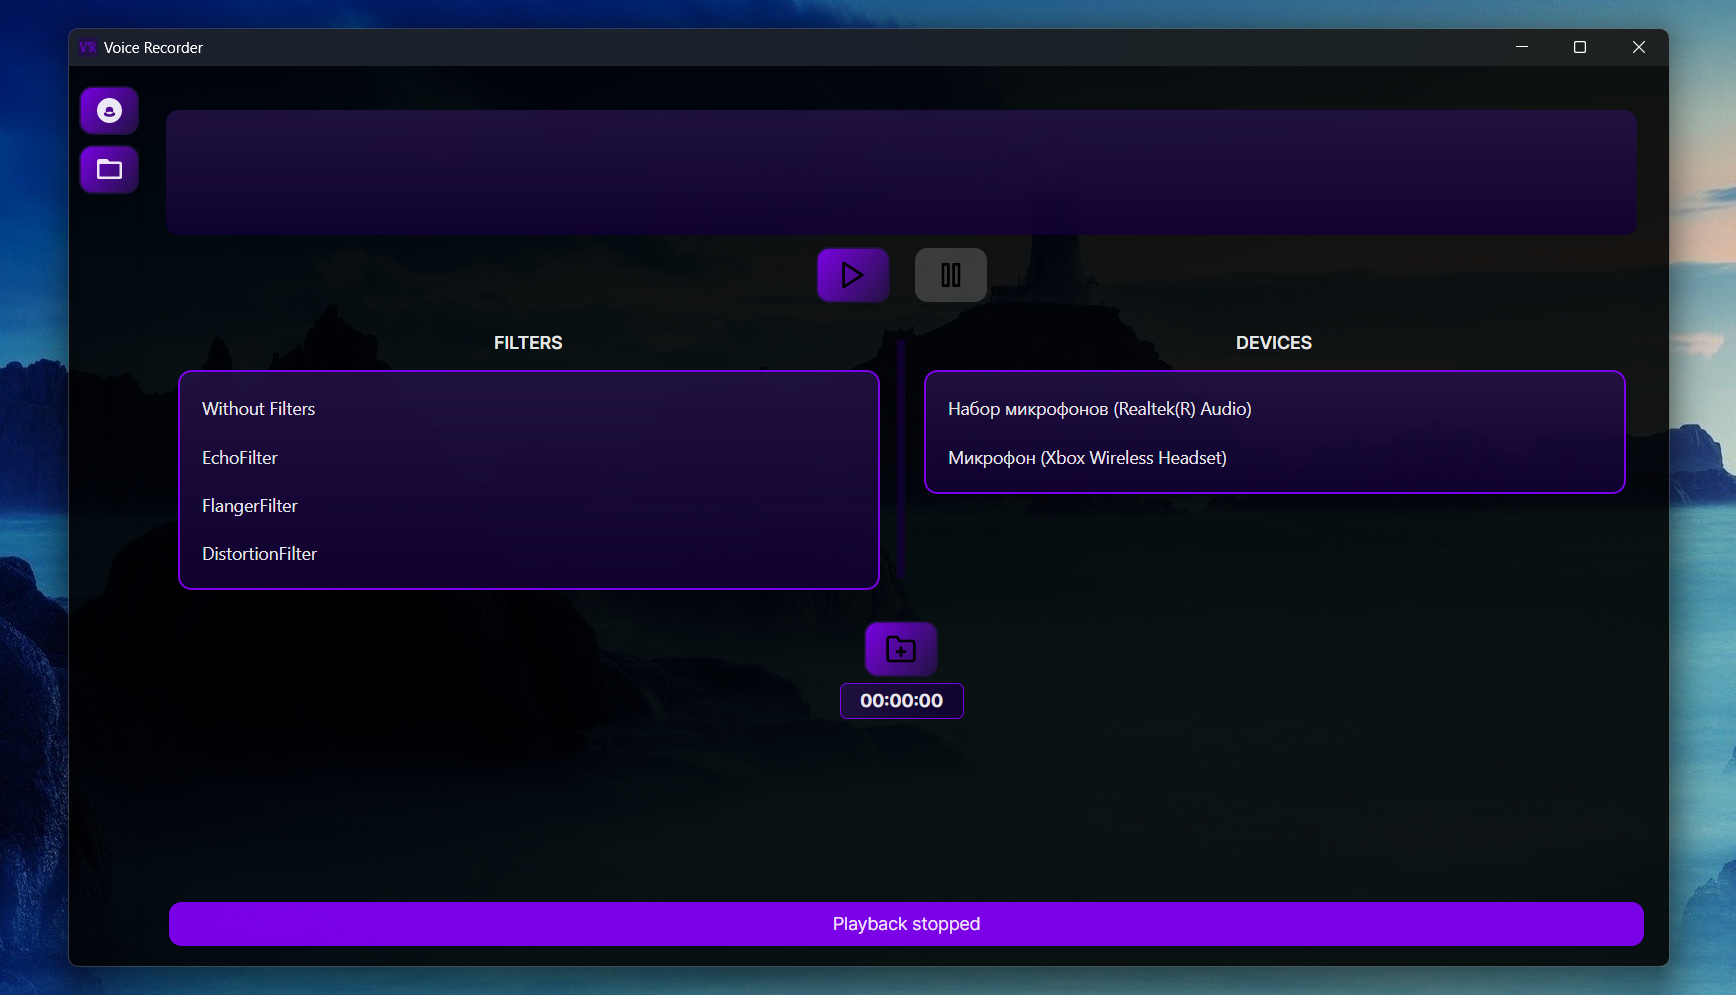 VR Voice Recorder
FILTERS
Without Filters
EchoFilter
FlangerFilter
DistortionFilter
DEVICES
Набор микрофонов (Realtek(R) Audio)
Микрофон (Xbox Wireless Headset)
00:00:00
Playback stopped